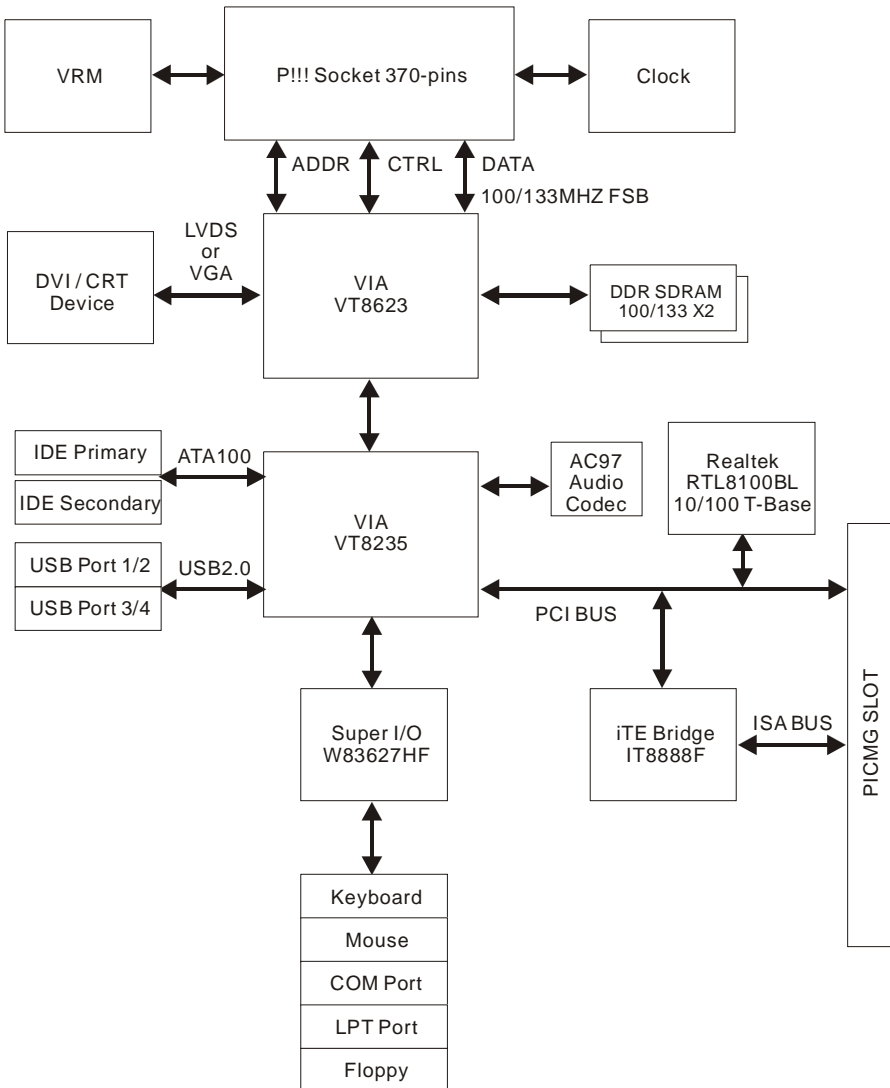 VRM
P!!! Socket 370-pins
Clock
ADDR
CTRL
DATA
100/133MHZ FSB
LVDS
or
VGA
DVI / CRT
Device
VIA
VT8623
DDR SDRAM
100/133 X2
IDE Primary
IDE Secondary
ATA100
USB Port 1/2
USB Port 3/4
USB2.0
VIA
VT8235
AC97
Audio
Codec
Realtek
RTL8100BL
10/100 T-Base
PCI BUS
PICMG SLOT
Super I/O
W83627HF
iTE Bridge
IT8888F
ISA BUS
Keyboard
Mouse
COM Port
LPT Port
Floppy